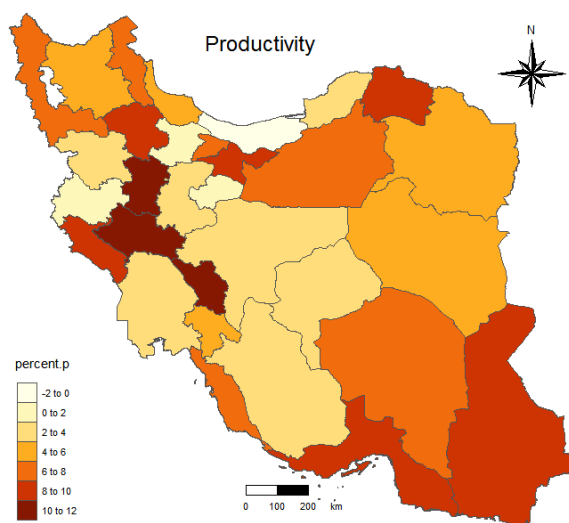 Productivity
N
percent.p
-2 to 0
0 to 2
2 to 4
4 to 6
6 to 8
8 to 10
10 to 12
0 100 200 km